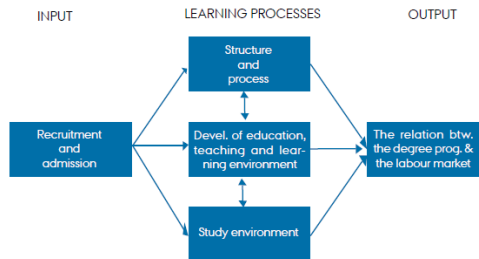 INPUT
LEARNING PROCESSES
OUTPUT
Structure
and
process
Recruitment
and
admission
Devel. of education,
teaching and lear-
ning environment
The relation btw.
the degree prog. &
the labour market
Study environment